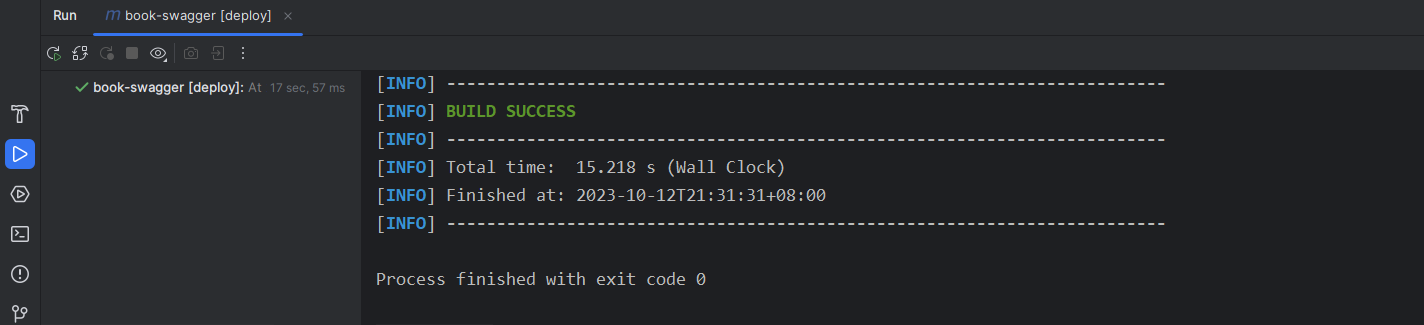 Run m book-swagger [deploy] ×
book-swagger [deploy]: At 17 sec, 57 ms
[INFO] ------------------------------------------------------------------------
[INFO] BUILD SUCCESS
[INFO] ------------------------------------------------------------------------
[INFO] Total time:  15.218 s (Wall Clock)
[INFO] Finished at: 2023-10-12T21:31:31+08:00
[INFO] ------------------------------------------------------------------------
Process finished with exit code 0